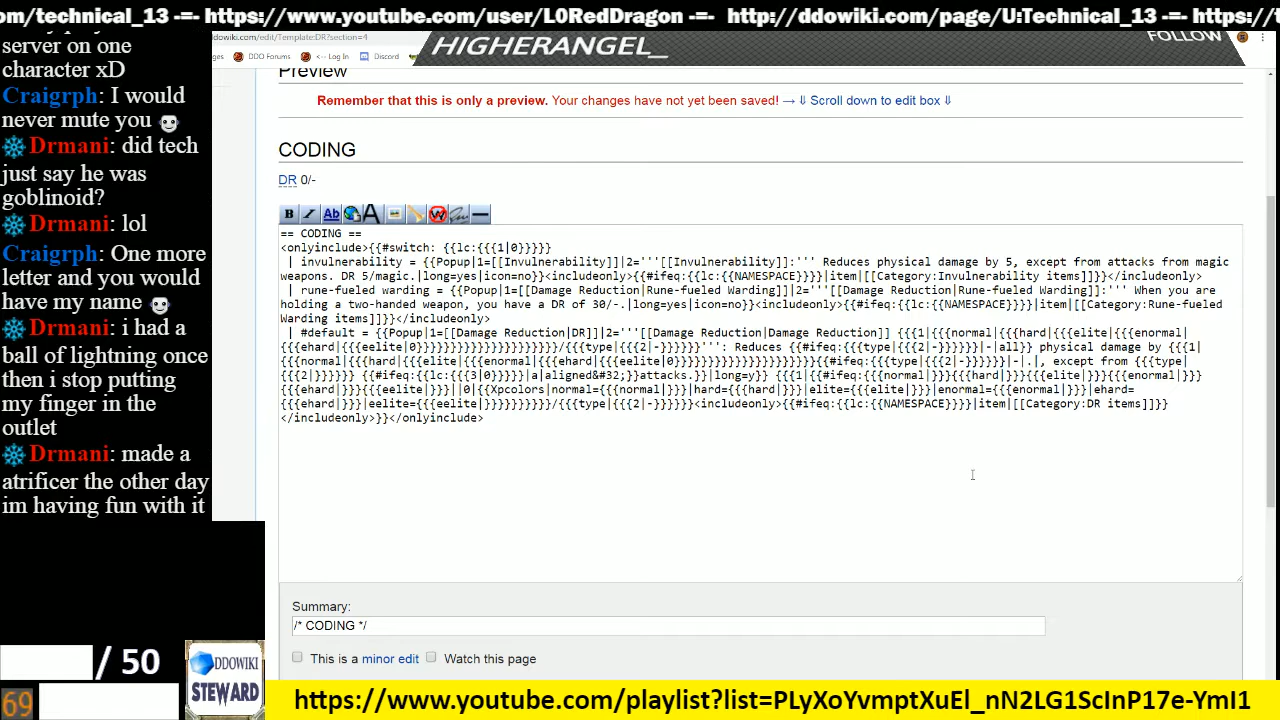 om/technical_13 -=- https://www.youtube.com/user/L0RedDragon -=- http://ddowiki.com/page/U:Technical_13 -=- https://t
server on one
character xD
Craigrph: I would
never mute you
Drmani: did tech
just say he was
goblinoid?
Drmani: lol
Craigrph: One more
letter and you would
have my name
Drmani: i had a
ball of lightning once
then i stop putting
my finger in the
outlet
Drmani: made a
atrificer the other day
im having fun with it
/ 50
69
DDOWIKI
STEWARD
ddowiki.com/edit/Template:DR?section=4
ges DDO Forums <-- Log In Discord
HIGHERANGEL_
FOLLOW
Preview
Remember that this is only a preview. Your changes have not yet been saved! → ⇓ Scroll down to edit box ⇓
CODING
DR 0/-
B I Ab A W
== CODING ==
<onlyinclude>{{#switch: {{lc:{{{1|0}}}}}
| invulnerability = {{Popup|1=[[Invulnerability]]|2='''[[Invulnerability]]:''' Reduces physical damage by 5, except from attacks from magic
weapons. DR 5/magic.|long=yes|icon=no}}<includeonly>{{#ifeq:{{lc:{{NAMESPACE}}}}|item|[[Category:Invulnerability items]]}}</includeonly>
| rune-fueled warding = {{Popup|1=[[Damage Reduction|Rune-fueled Warding]]|2='''[[Damage Reduction|Rune-fueled Warding]]:''' When you are
holding a two-handed weapon, you have a DR of 30/-.|long=yes|icon=no}}<includeonly>{{#ifeq:{{lc:{{NAMESPACE}}}}|item|[[Category:Rune-fueled
Warding items]]}}</includeonly>
| #default = {{Popup|1=[[Damage Reduction|DR]]|2='''[[Damage Reduction|Damage Reduction]] {{{1|{{{normal|{{{hard|{{{elite|{{{enormal|
{{{ehard|{{{eelite|0}}}}}}}}}}}}}}}}}}}}}/{{{type|{{{2|-}}}}}}''': Reduces {{#ifeq:{{{type|{{{2|-}}}}}}|-|all}} physical damage by {{{1|
{{{normal|{{{hard|{{{elite|{{{enormal|{{{ehard|{{{eelite|0}}}}}}}}}}}}}}}}}}}}}{{#ifeq:{{{type|{{{2|-}}}}}}|-|.|, except from {{{type|
{{{2|}}}}}} {{#ifeq:{{lc:{{{3|0}}}}}|a|aligned&#32;}}attacks.}}|long=y}} {{{1|{{#ifeq:{{{normal|}}}{{{hard|}}}{{{elite|}}}{{{enormal|}}}
{{{ehard|}}}{{{eelite|}}}||0|{{Xpcolors|normal={{{normal|}}}|hard={{{hard|}}}|elite={{{elite|}}}|enormal={{{enormal|}}}|ehard=
{{{ehard|}}}|eelite={{{eelite|}}}}}}}}}}/{{{type|{{{2|-}}}}}}<includeonly>{{#ifeq:{{lc:{{NAMESPACE}}}}|item|[[Category:DR items]]}}
</includeonly>}}</onlyinclude>
Summary:
/* CODING */
This is a minor edit Watch this page
https://www.youtube.com/playlist?list=PLyXoYvmptXuEl_nN2LG1ScInP17e-YmI1